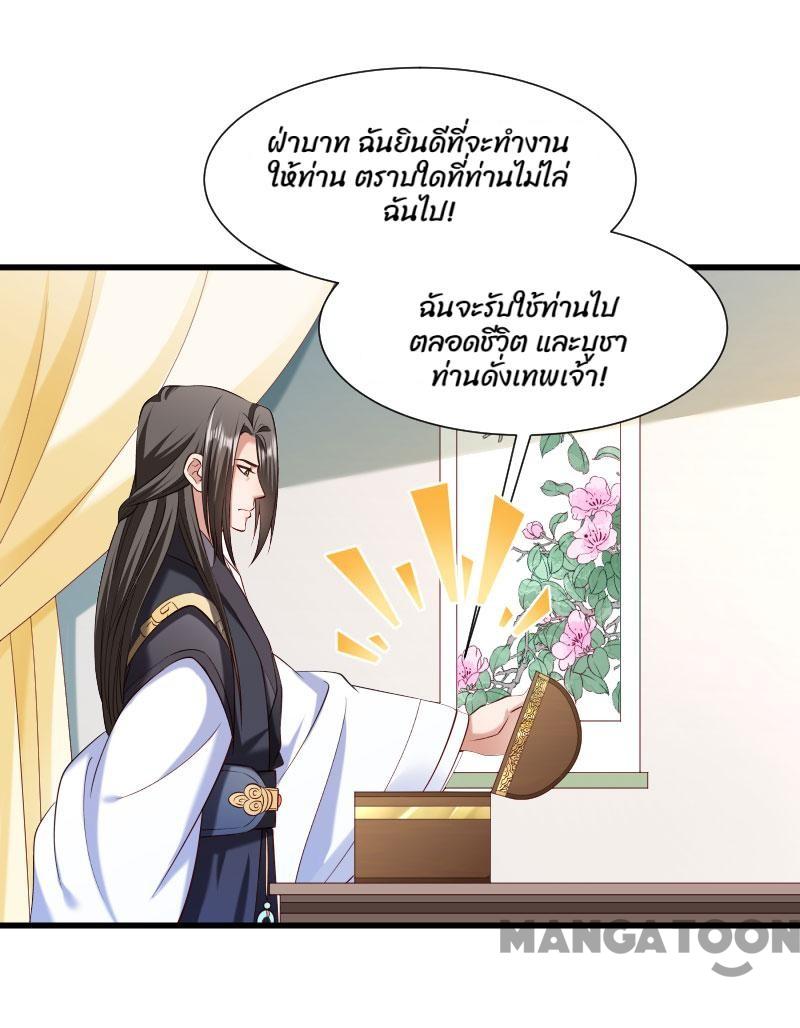 ฝ่าบาท ฉันยินดีที่จะทำงาน
ให้ท่าน ตราบใดที่ท่านไม่ไล่
ฉันไป!
ฉันจะรับใช้ท่านไป
ตลอดชีวิต และบูชา
ท่านดั่งเทพเจ้า!
MANGATOON